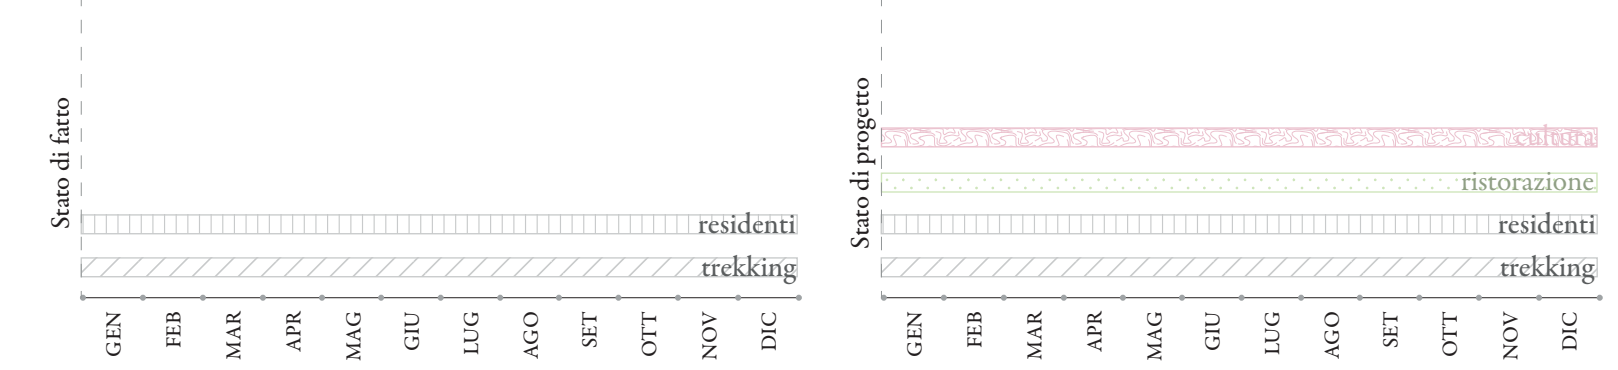 Stato di fatto
residenti
trekking
GEN
FEB
MAR
APR
MAG
GIU
LUG
AGO
SET
OTT
NOV
DIC
Stato di progetto
cultura
ristorazione
residenti
trekking
GEN
FEB
MAR
APR
MAG
GIU
LUG
AGO
SET
OTT
NOV
DIC